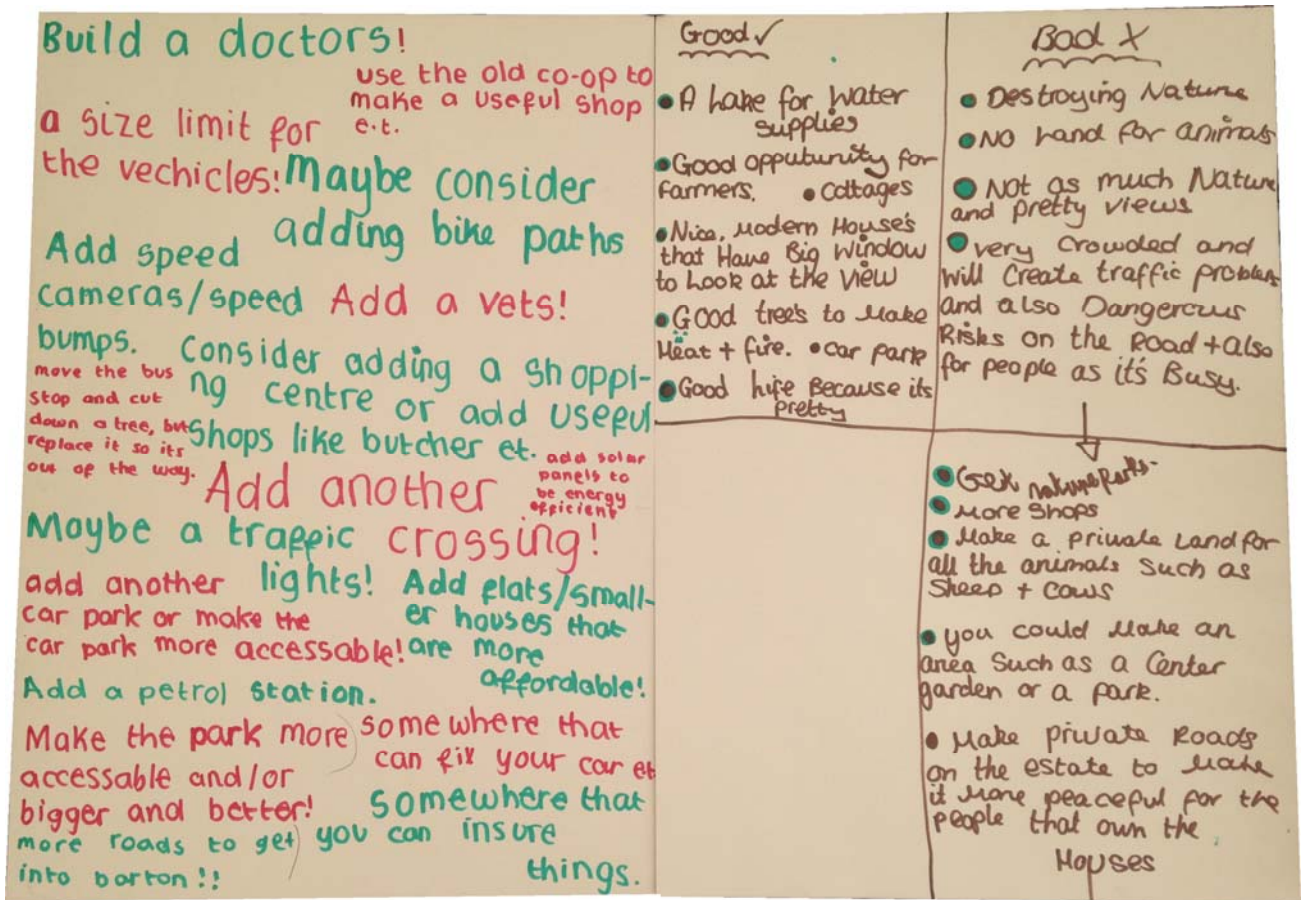 Build a doctors!
use the old co-op to
make a useful shop
e.t.
a size limit for
the vechicles!
Maybe consider
adding bike paths
Add speed
cameras/speed
bumps.
Add a vets!
Consider adding a shoppi-
ng centre or add useful
shops like butcher et.
move the bus
stop and cut
down a tree, but
replace it so its
out of the way.
add solar
panels to
be energy
efficient
Add another
crossing!
Maybe a traffic
lights!
add another
car park or make the
car park more accessable!
Add flats/small-
er houses that
are more
affordable!
Add a petrol station.
Make the park more
accessable and/or
bigger and better!
some where that
can fix your car et
somewhere that
you can insure
things.
more roads to get
into barton!!
Good ✓
• A Lake for water
supplies
• Good opputunity for
farmers. • Cottages
• Nice, Modern House's
that Have Big Window
to Look at the view
• Good tree's to Make
Heat + fire. • car park
• Good life Because its
pretty
Bad X
• Destroying Nature
• NO Land for animals
• Not as much Nature
and pretty views
• very Crowded and
will Create traffic problems
and also Dangerous
Risks on the Road + also
for people as it's Busy.
• Get nature Parks.
• More Shops
• Make a private Land for
all the animals Such as
Sheep + Cows
• you could Make an
area Such as a Center
garden or a park.
• Make private Roads
on the estate to Make
it More peaceful for the
people that own the
Houses